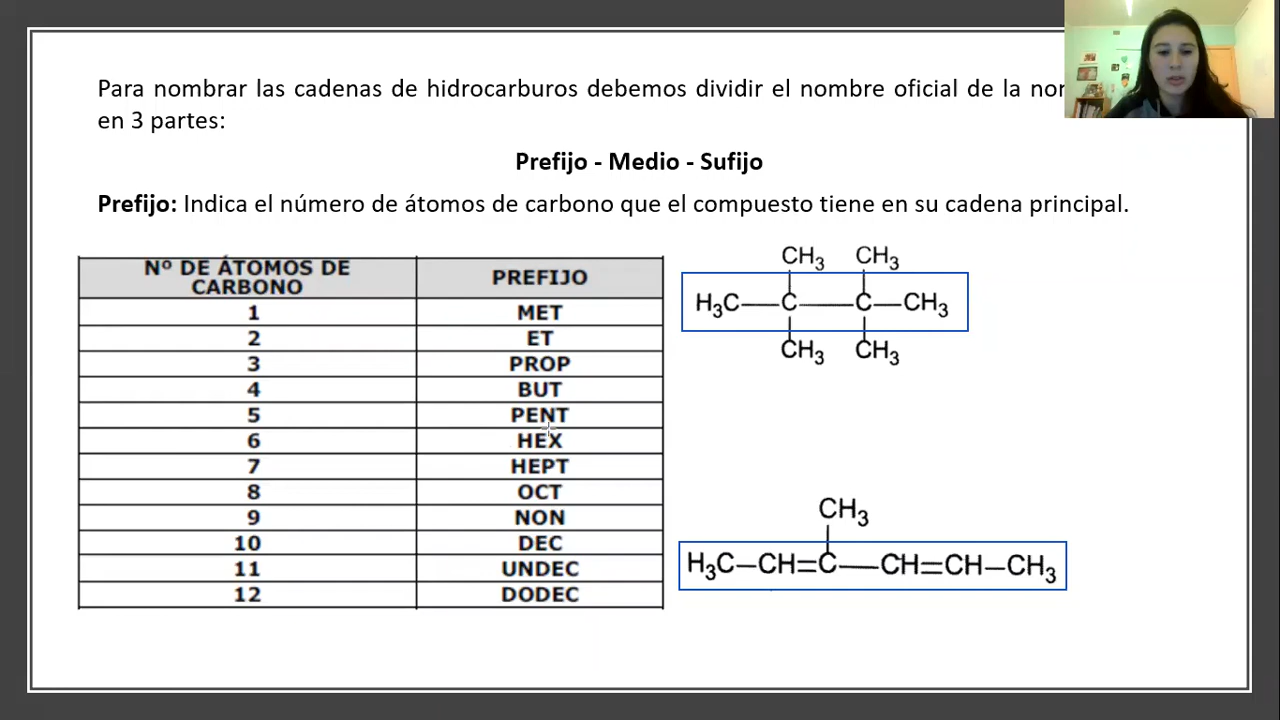 Para nombrar las cadenas de hidrocarburos debemos dividir el nombre oficial de la
en 3 partes:
Prefijo - Medio - Sufijo
Prefijo: Indica el número de átomos de carbono que el compuesto tiene en su cadena principal.
Nº DE ÁTOMOS DE CARBONO PREFIJO
1 MET
2 ET
3 PROP
4 BUT
5 PENT
6 HEX
7 HEPT
8 OCT
9 NON
10 DEC
11 UNDEC
12 DODEC
CH₃ CH₃
H₃C—C—C—CH₃
CH₃ CH₃
CH₃
H₃C—CH=C—CH=CH—CH₃